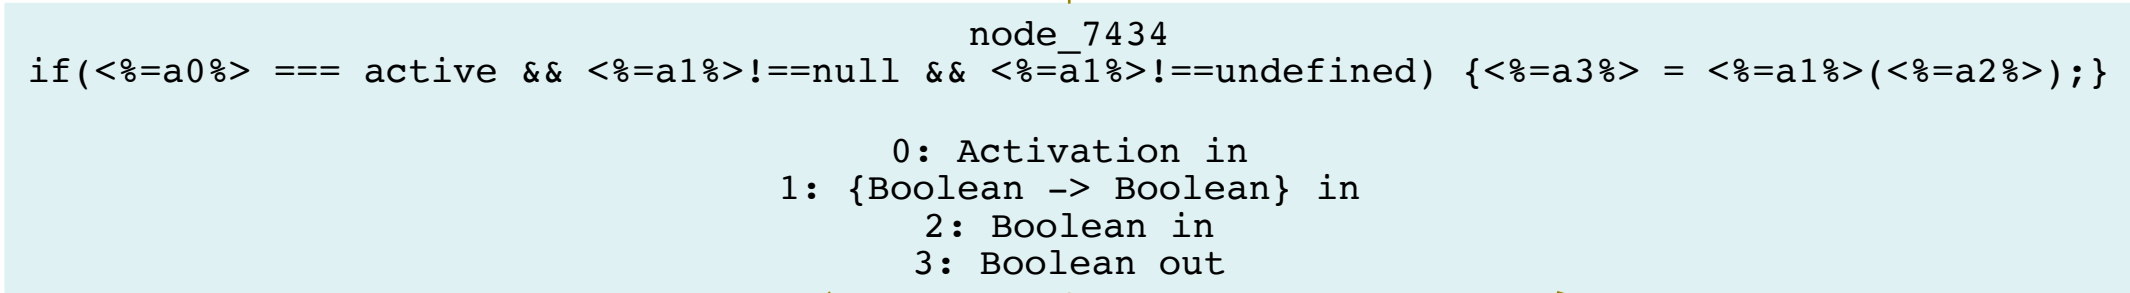 node_7434
if(<%=a0%> === active && <%=a1%>!==null && <%=a1%>!==undefined) {<%=a3%> = <%=a1%>(<%=a2%>);}
0: Activation in
1: {Boolean -> Boolean} in
2: Boolean in
3: Boolean out